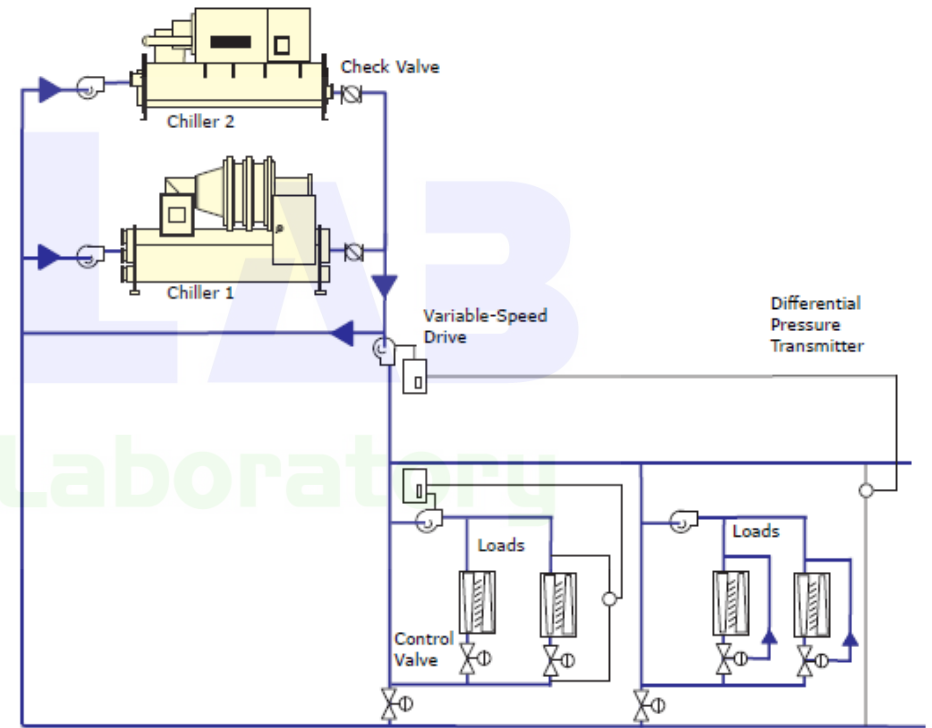 Check Valve
Chiller 2
LAB
Chiller 1
Variable-Speed
Drive
Differential
Pressure
Transmitter
Laboratory
Loads
Loads
Control
Valve